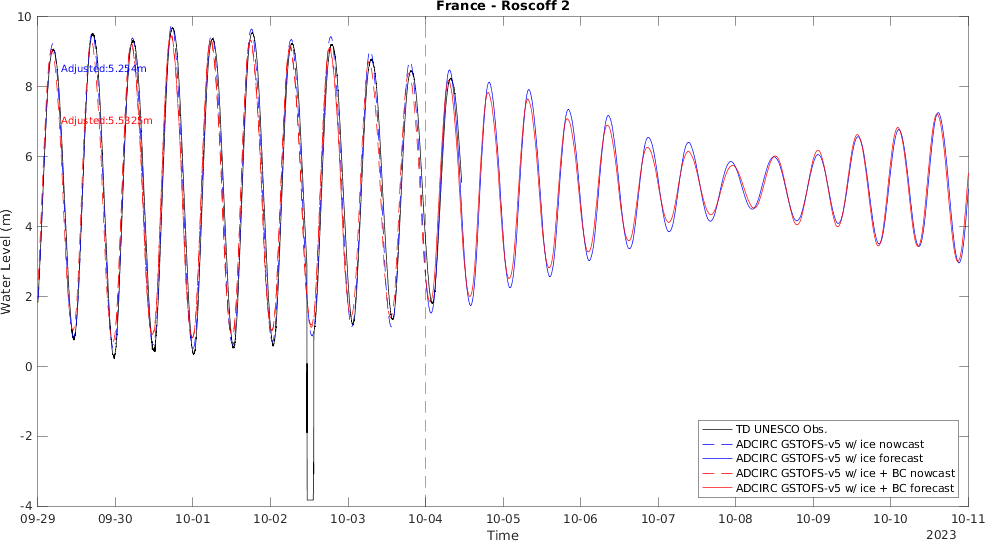 France - Roscoff 2
10
8
6
4
2
0
-2
-4
Water Level (m)
Adjusted:5.254m
Adjusted:5.5325m
TD UNESCO Obs.
ADCIRC GSTOFS-v5 w/ ice nowcast
ADCIRC GSTOFS-v5 w/ ice forecast
ADCIRC GSTOFS-v5 w/ ice + BC nowcast
ADCIRC GSTOFS-v5 w/ ice + BC forecast
09-29 09-30 10-01 10-02 10-03 10-04 10-05 10-06 10-07 10-08 10-09 10-10 10-11
Time
2023